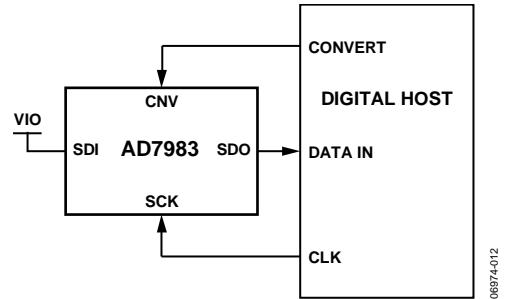 CONVERT
DIGITAL HOST
CNV
VIO
SDI AD7983 SDO
DATA IN
SCK
CLK
06974-012